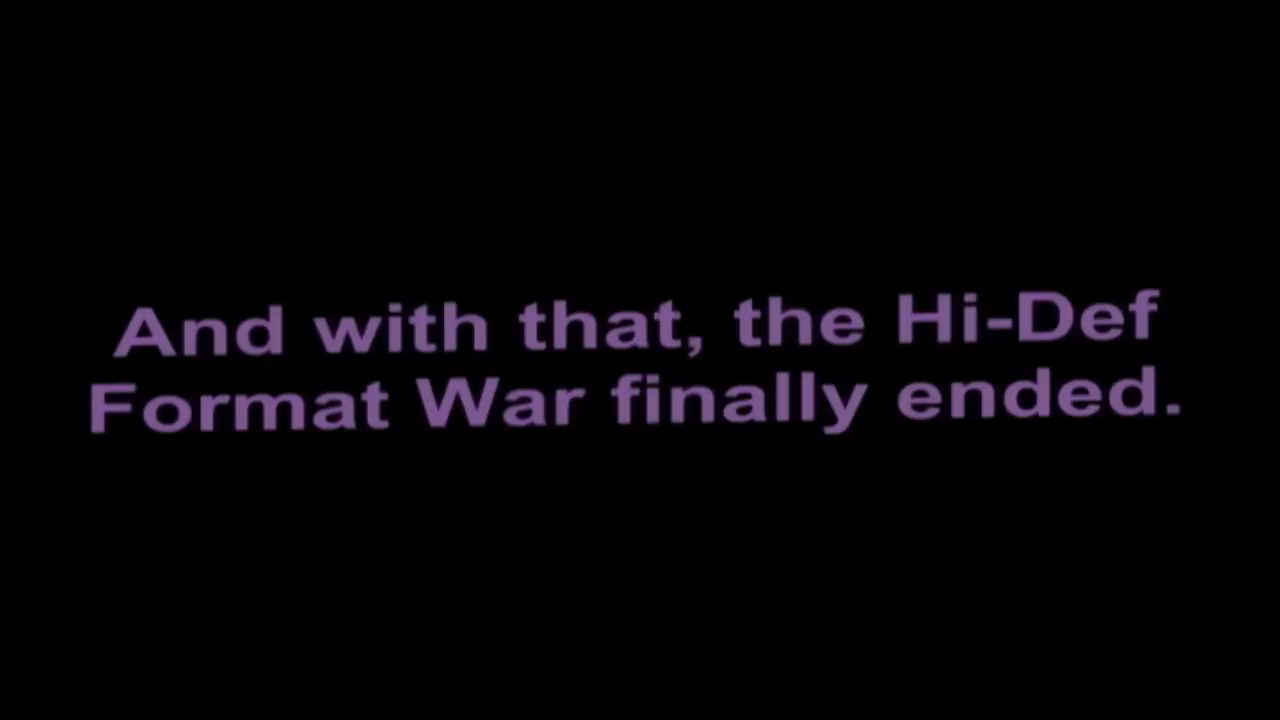 And with that, the Hi-Def
Format War finally ended.